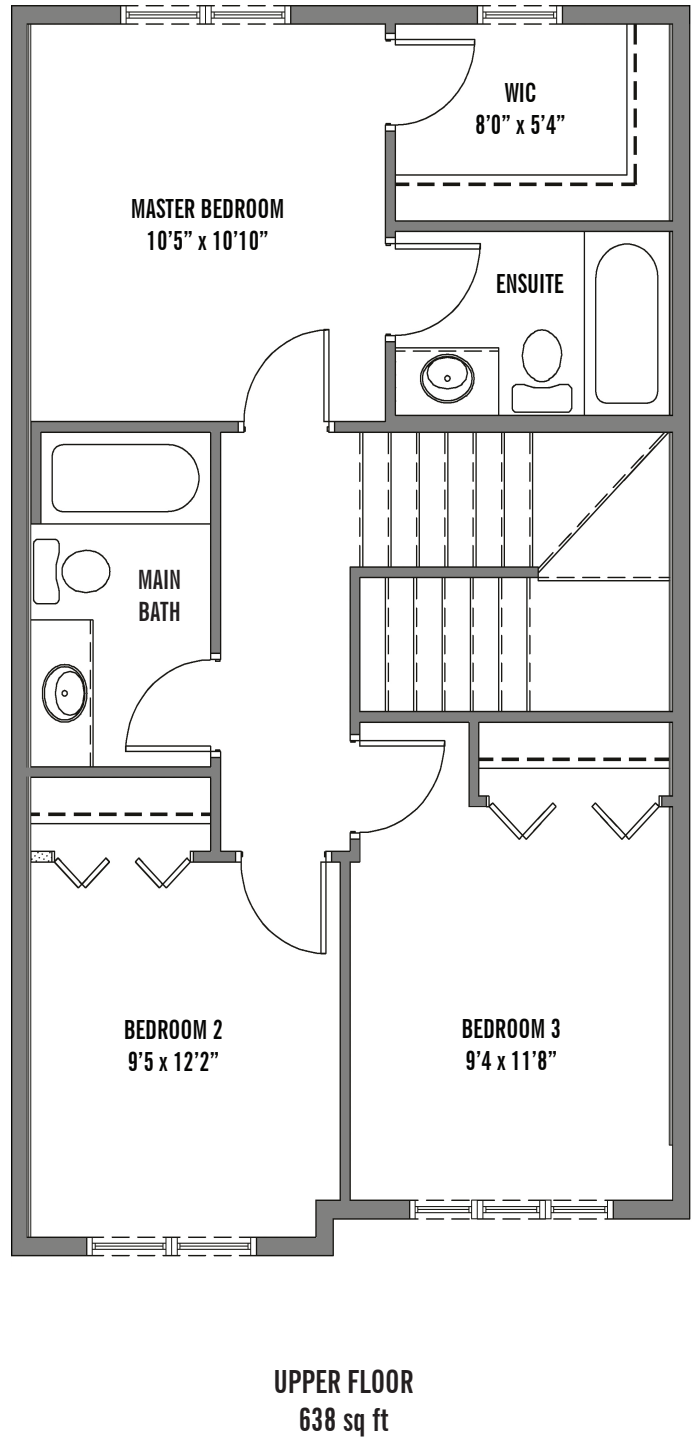 WIC
8’0” x 5’4”
MASTER BEDROOM
10’5” x 10’10”
ENSUITE
MAIN
BATH
BEDROOM 2
9’5 x 12’2”
BEDROOM 3
9’4 x 11’8”
UPPER FLOOR
638 sq ft